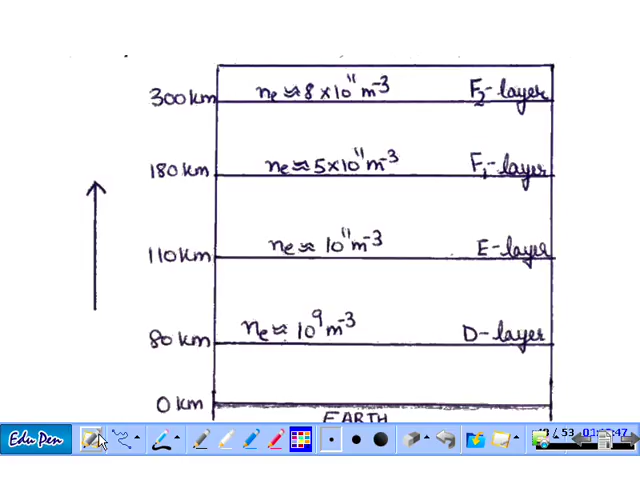 300 km nₑ ≈ 8 × 10¹¹ m⁻³ F₂-layer
180 km nₑ ≈ 5 × 10¹¹ m⁻³ F₁-layer
110 km nₑ ≈ 10¹¹ m⁻³ E-layer
80 km nₑ ≈ 10⁹ m⁻³ D-layer
0 km
EARTH
Edu Pen / 53